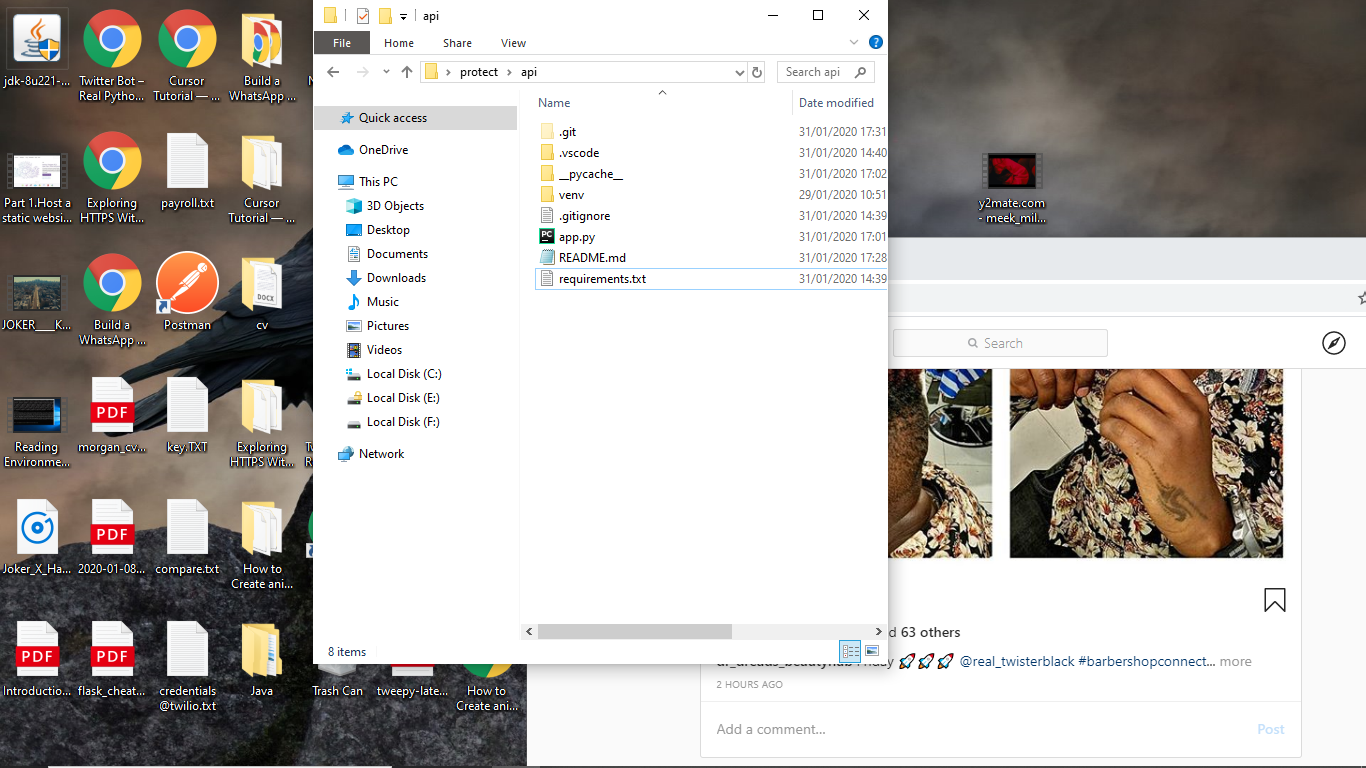 api
File Home Share View
protect › api
Search api
Name Date modified
Quick access
OneDrive
This PC
3D Objects
Desktop
Documents
Downloads
Music
Pictures
Videos
Local Disk (C:)
Local Disk (E:)
Local Disk (F:)
Network
.git 31/01/2020 17:31
.vscode 31/01/2020 14:40
__pycache__ 31/01/2020 17:02
venv 29/01/2020 10:51
.gitignore 31/01/2020 14:39
app.py 31/01/2020 17:01
README.md 31/01/2020 17:28
requirements.txt 31/01/2020 14:39
8 items
jdk-8u221-...
Twitter Bot –
Real Pytho...
Cursor
Tutorial — ...
Build a
WhatsApp ...
Part 1.Host a
static websi...
Exploring
HTTPS Wit...
payroll.txt
Cursor
Tutorial — ...
JOKER___K...
Build a
WhatsApp ...
Postman
DOCX
cv
Reading
Environme...
PDF
morgan_cv...
key.TXT
Exploring
HTTPS Wit...
Joker_X_Ha...
PDF
2020-01-08...
compare.txt
How to
Create ani...
PDF
Introductio...
PDF
flask_cheat...
credentials
@twilio.txt
Java
Trash Can
tweepy-late...
How to
Create ani...
y2mate.com
- meek_mil...
Search
d 63 others
@real_twisterblack #barbershopconnect... more
2 HOURS AGO
Add a comment... Post